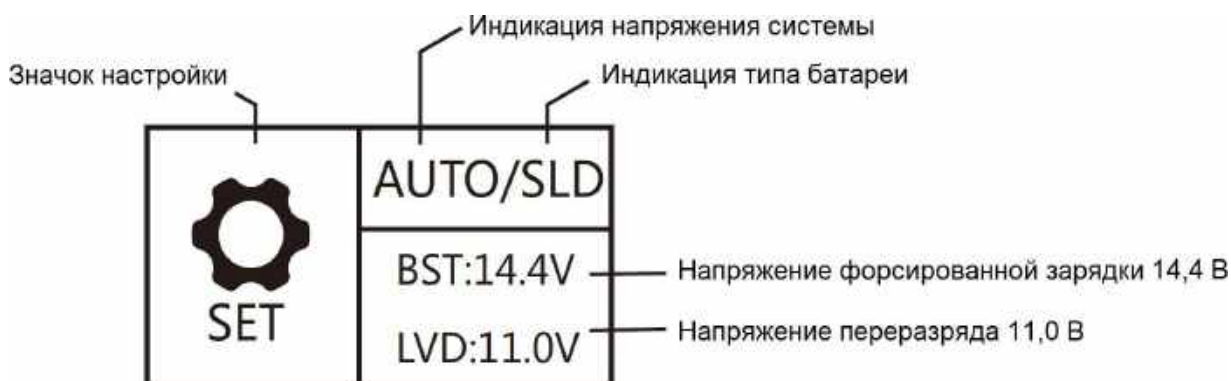 Индикация напряжения системы
Значок настройки
Индикация типа батареи
AUTO/SLD
BST:14.4V
Напряжение форсированной зарядки 14,4 В
SET
LVD:11.0V
Напряжение переразряда 11,0 В